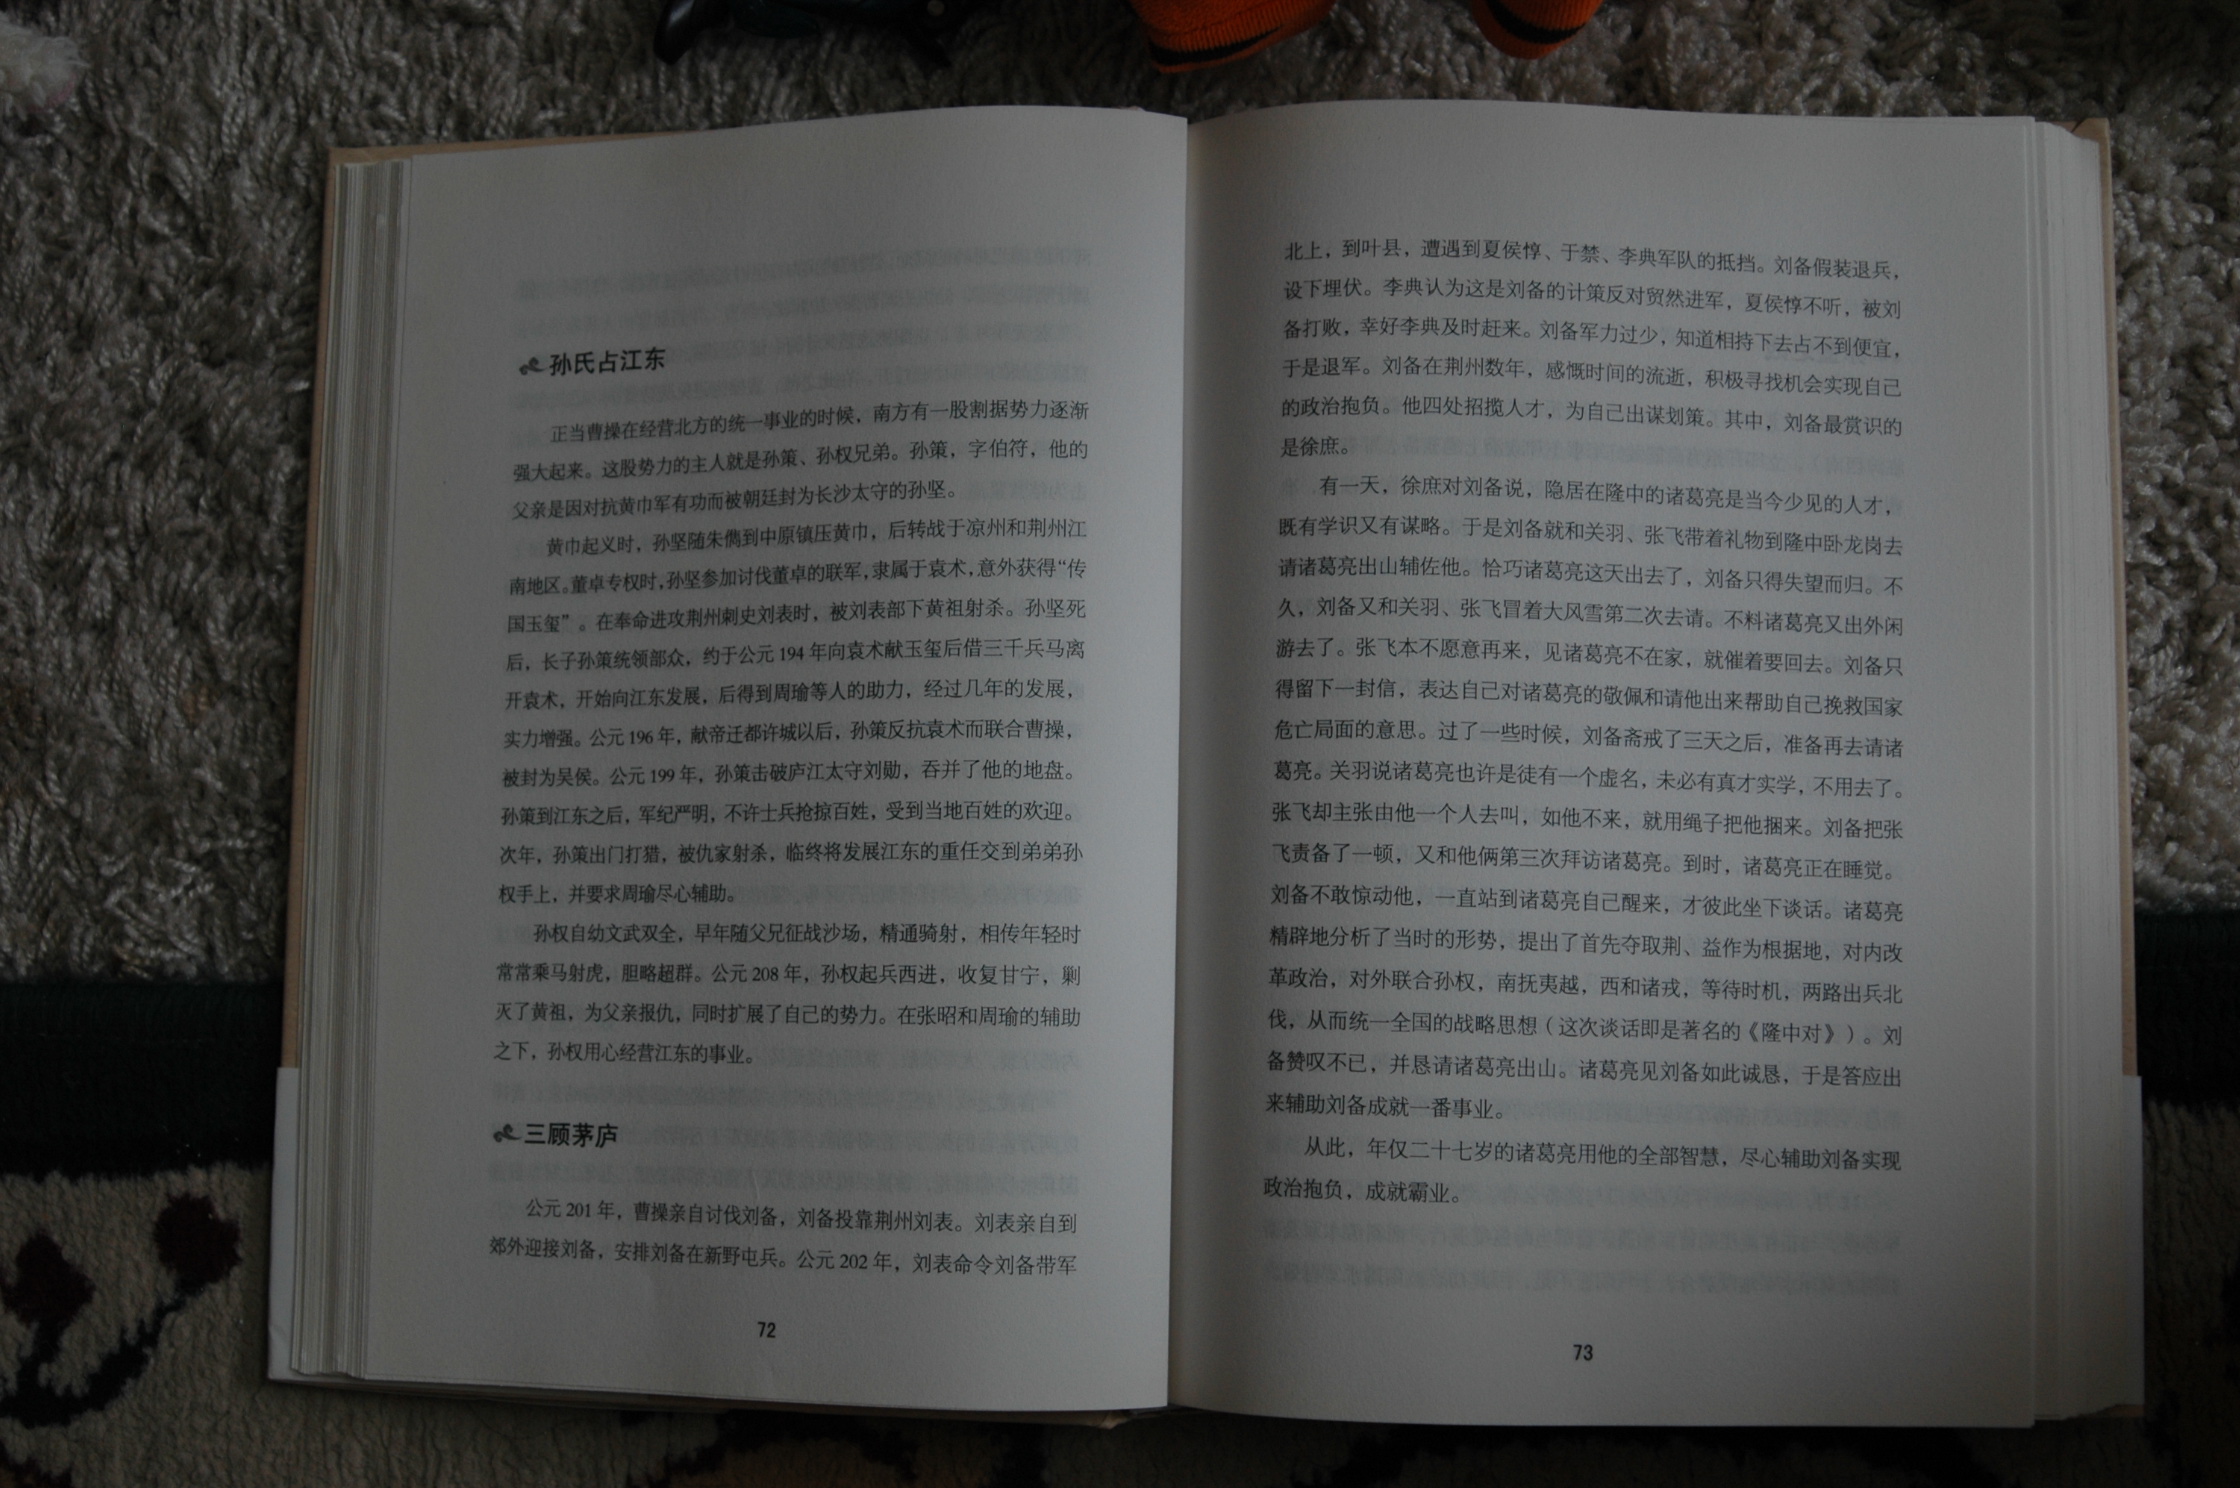 孙氏占江东
正当曹操在经营北方的统一事业的时候，南方有一股割据势力逐渐
强大起来。这股势力的主人就是孙策、孙权兄弟。孙策，字伯符，他的
父亲是因对抗黄巾军有功而被朝廷封为长沙太守的孙坚。
黄巾起义时，孙坚随朱儁到中原镇压黄巾，后转战于凉州和荆州江
南地区。董卓专权时，孙坚参加讨伐董卓的联军，隶属于袁术，意外获得“传
国玉玺”。在奉命进攻荆州刺史刘表时，被刘表部下黄祖射杀。孙坚死
后，长子孙策统领部众，约于公元 194 年向袁术献玉玺后借三千兵马离
开袁术，开始向江东发展，后得到周瑜等人的助力，经过几年的发展，
实力增强。公元 196 年，献帝迁都许城以后，孙策反抗袁术而联合曹操，
被封为吴侯。公元 199 年，孙策击破庐江太守刘勋，吞并了他的地盘。
孙策到江东之后，军纪严明，不许士兵抢掠百姓，受到当地百姓的欢迎。
次年，孙策出门打猎，被仇家射杀，临终将发展江东的重任交到弟弟孙
权手上，并要求周瑜尽心辅助。
孙权自幼文武双全，早年随父兄征战沙场，精通骑射，相传年轻时
常常乘马射虎，胆略超群。公元 208 年，孙权起兵西进，收复甘宁，剿
灭了黄祖，为父亲报仇，同时扩展了自己的势力。在张昭和周瑜的辅助
之下，孙权用心经营江东的事业。
三顾茅庐
公元 201 年，曹操亲自讨伐刘备，刘备投靠荆州刘表。刘表亲自到
郊外迎接刘备，安排刘备在新野屯兵。公元 202 年，刘表命令刘备带军
72
北上，到叶县，遭遇到夏侯惇、于禁、李典军队的抵挡。刘备假装退兵，
设下埋伏。李典认为这是刘备的计策反对贸然进军，夏侯惇不听，被刘
备打败，幸好李典及时赶来。刘备军力过少，知道相持下去占不到便宜，
于是退军。刘备在荆州数年，感慨时间的流逝，积极寻找机会实现自己
的政治抱负。他四处招揽人才，为自己出谋划策。其中，刘备最赏识的
是徐庶。
有一天，徐庶对刘备说，隐居在隆中的诸葛亮是当今少见的人才，
既有学识又有谋略。于是刘备就和关羽、张飞带着礼物到隆中卧龙岗去
请诸葛亮出山辅佐他。恰巧诸葛亮这天出去了，刘备只得失望而归。不
久，刘备又和关羽、张飞冒着大风雪第二次去请。不料诸葛亮又出外闲
游去了。张飞本不愿意再来，见诸葛亮不在家，就催着要回去。刘备只
得留下一封信，表达自己对诸葛亮的敬佩和请他出来帮助自己挽救国家
危亡局面的意思。过了一些时候，刘备斋戒了三天之后，准备再去请诸
葛亮。关羽说诸葛亮也许是徒有一个虚名，未必有真才实学，不用去了。
张飞却主张由他一个人去叫，如他不来，就用绳子把他捆来。刘备把张
飞责备了一顿，又和他俩第三次拜访诸葛亮。到时，诸葛亮正在睡觉。
刘备不敢惊动他，一直站到诸葛亮自己醒来，才彼此坐下谈话。诸葛亮
精辟地分析了当时的形势，提出了首先夺取荆、益作为根据地，对内改
革政治，对外联合孙权，南抚夷越，西和诸戎，等待时机，两路出兵北
伐，从而统一全国的战略思想（这次谈话即是著名的《隆中对》）。刘
备赞叹不已，并恳请诸葛亮出山。诸葛亮见刘备如此诚恳，于是答应出
来辅助刘备成就一番事业。
从此，年仅二十七岁的诸葛亮用他的全部智慧，尽心辅助刘备实现
政治抱负，成就霸业。
73